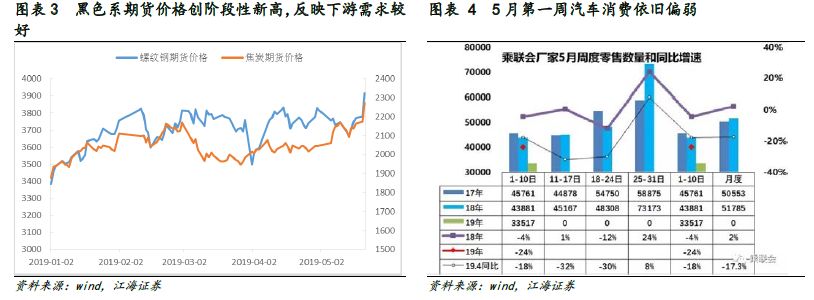 图表 3 黑色系期货价格创阶段性新高,反映下游需求较
好
螺纹钢期货价格 焦炭期货价格
4000 2400
3900 2300
3800 2200
3700 2100
3600 2000
3500 1900
3400 1800
3300 1700
3200
3100 1600
3000 1500
2019-01-02 2019-02-02 2019-03-02 2019-04-02 2019-05-02
资料来源：wind, 江海证券
图表 4 5 月第一周汽车消费依旧偏弱
乘联会厂家5月周度零售数量和同比增速
80000 40%
70000 20%
60000 0%
50000
40000 -20%
30000 -40%
1-10日 11-17日 18-24日 25-31日 1-10日 月度
17年 45761 44878 54750 58875 45761 50553
18年 43881 45167 48308 73173 43881 51785
19年 33517 0 0 0 33517 0
18年 -4% 1% -12% 24% -4% 2%
19年 -24% -24%
19.4同比 -18% -32% -30% 8% -18% -17.3%
乘联会
资料来源：wind, 江海证券